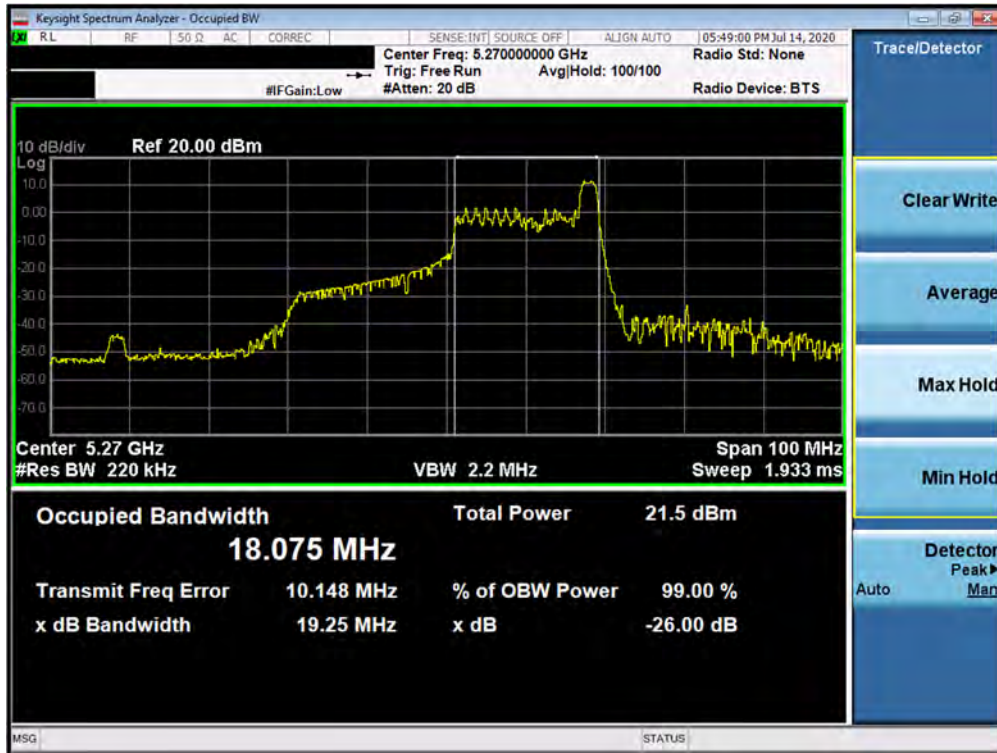 Keysight Spectrum Analyzer - Occupied BW
LXI RL RF 50 Ω AC CORREC SENSE:INT SOURCE OFF ALIGN AUTO 05:49:00 PM Jul 14, 2020
Center Freq: 5.270000000 GHz Radio Std: None
Trig: Free Run Avg|Hold: 100/100
#IFGain:Low #Atten: 20 dB Radio Device: BTS
10 dB/div Ref 20.00 dBm
Log
10.0
0.00
-10.0
-20.0
-30.0
-40.0
-50.0
-60.0
-70.0
Center 5.27 GHz Span 100 MHz
#Res BW 220 kHz VBW 2.2 MHz Sweep 1.933 ms
Occupied Bandwidth Total Power 21.5 dBm
18.075 MHz
Transmit Freq Error 10.148 MHz % of OBW Power 99.00 %
x dB Bandwidth 19.25 MHz x dB -26.00 dB
MSG STATUS
Trace/Detector
Clear Write
Average
Max Hold
Min Hold
Detector
Peak
Auto Man